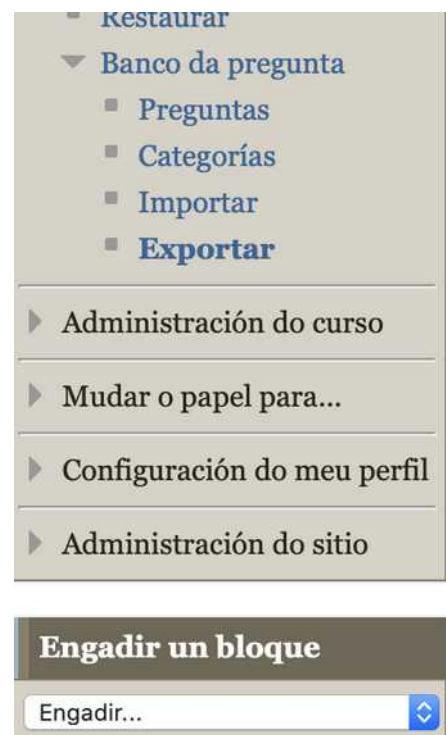 Restaurar
Banco da pregunta
Preguntas
Categorías
Importar
Exportar
Administración do curso
Mudar o papel para...
Configuración do meu perfil
Administración do sitio
Engadir un bloque
Engadir...